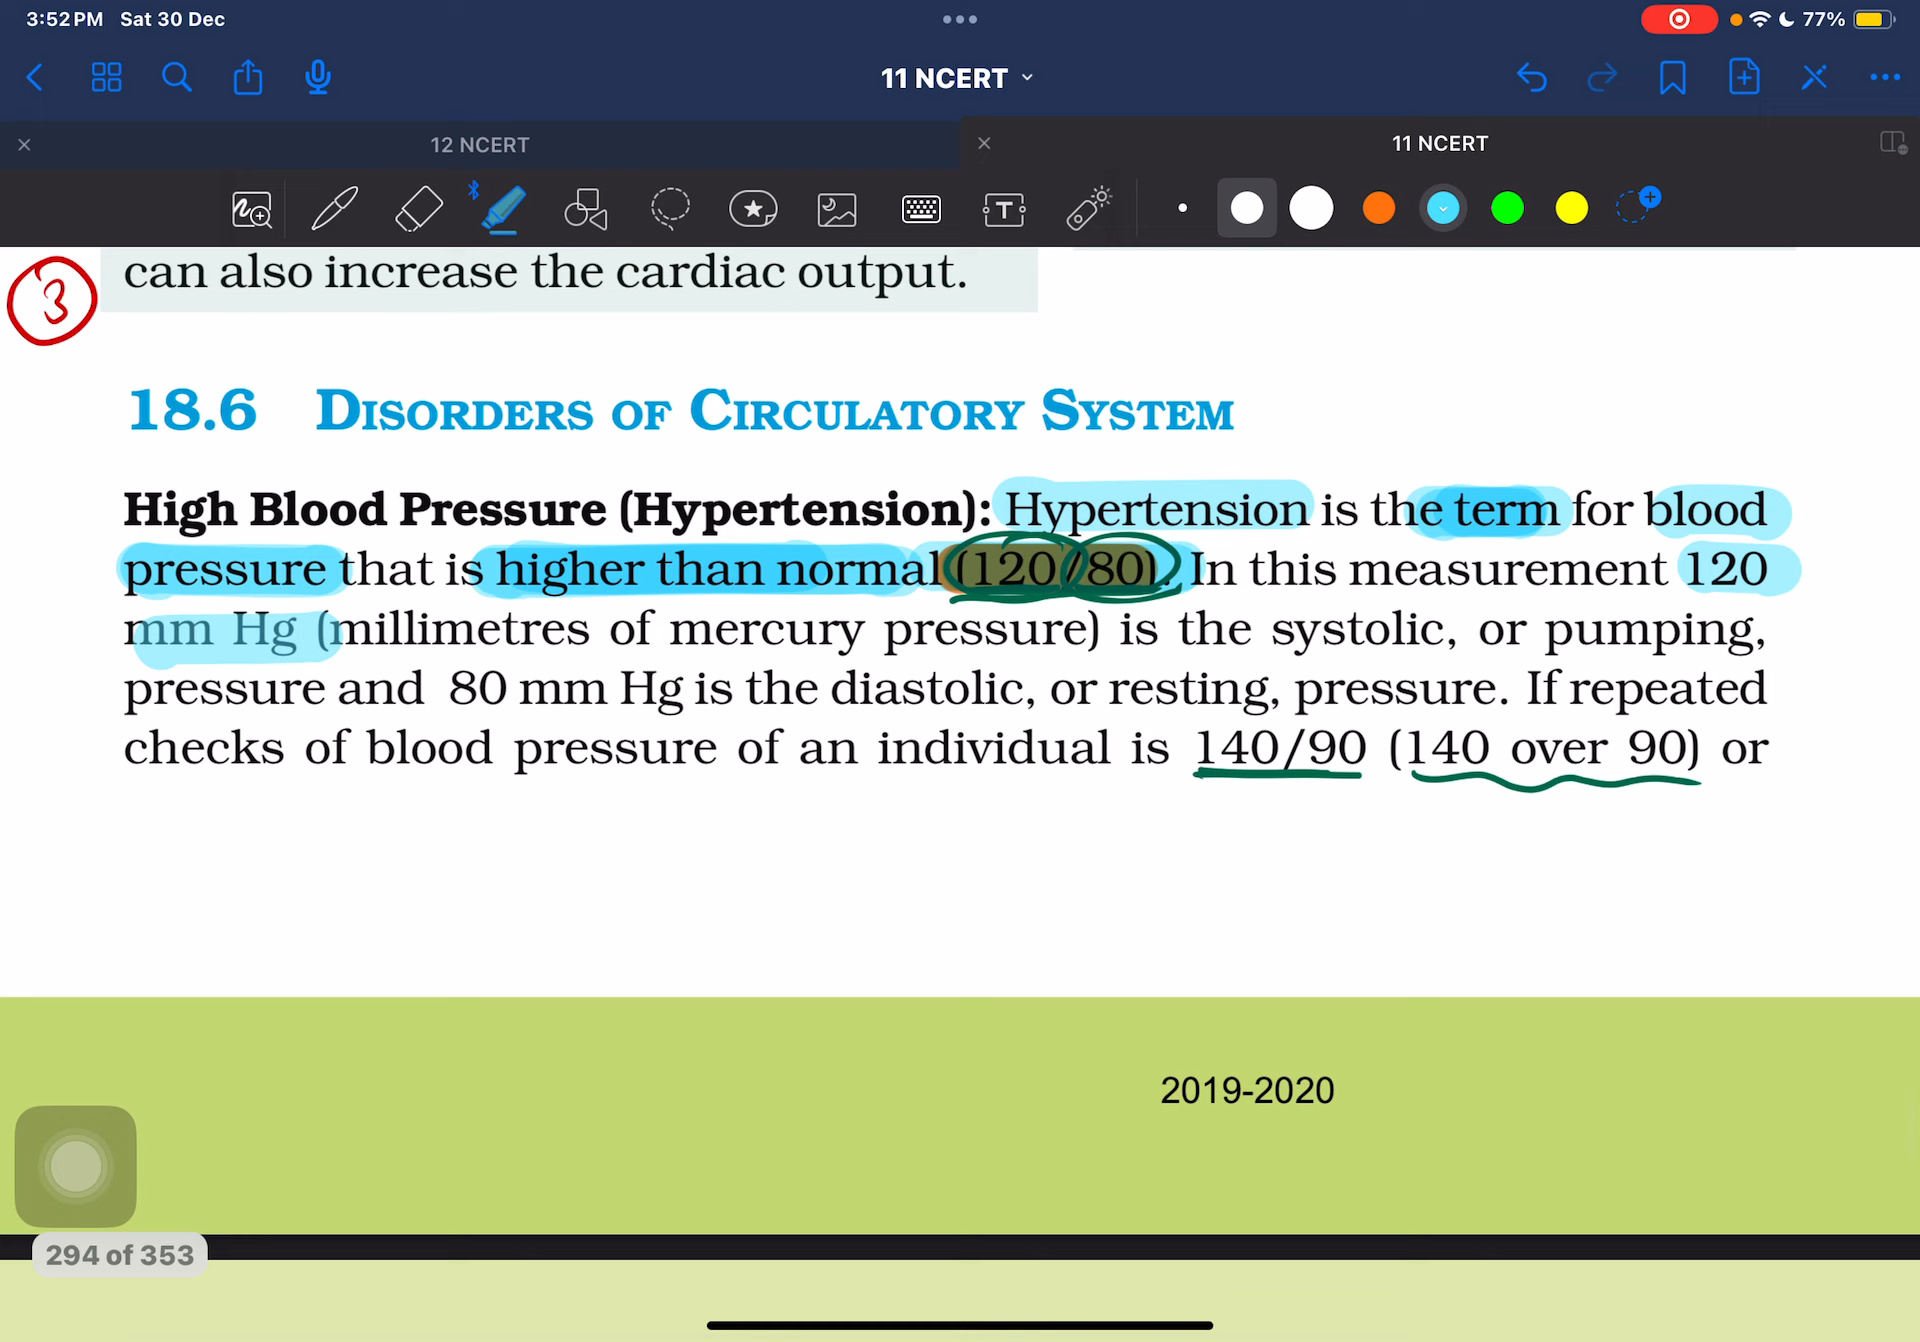 3:52 PM Sat 30 Dec
77%
11 NCERT
12 NCERT
11 NCERT
T
3
can also increase the cardiac output.
18.6 DISORDERS OF CIRCULATORY SYSTEM
High Blood Pressure (Hypertension): Hypertension is the term for blood
pressure that is higher than normal (120/80). In this measurement 120
mm Hg (millimetres of mercury pressure) is the systolic, or pumping,
pressure and 80 mm Hg is the diastolic, or resting, pressure. If repeated
checks of blood pressure of an individual is 140/90 (140 over 90) or
2019-2020
294 of 353